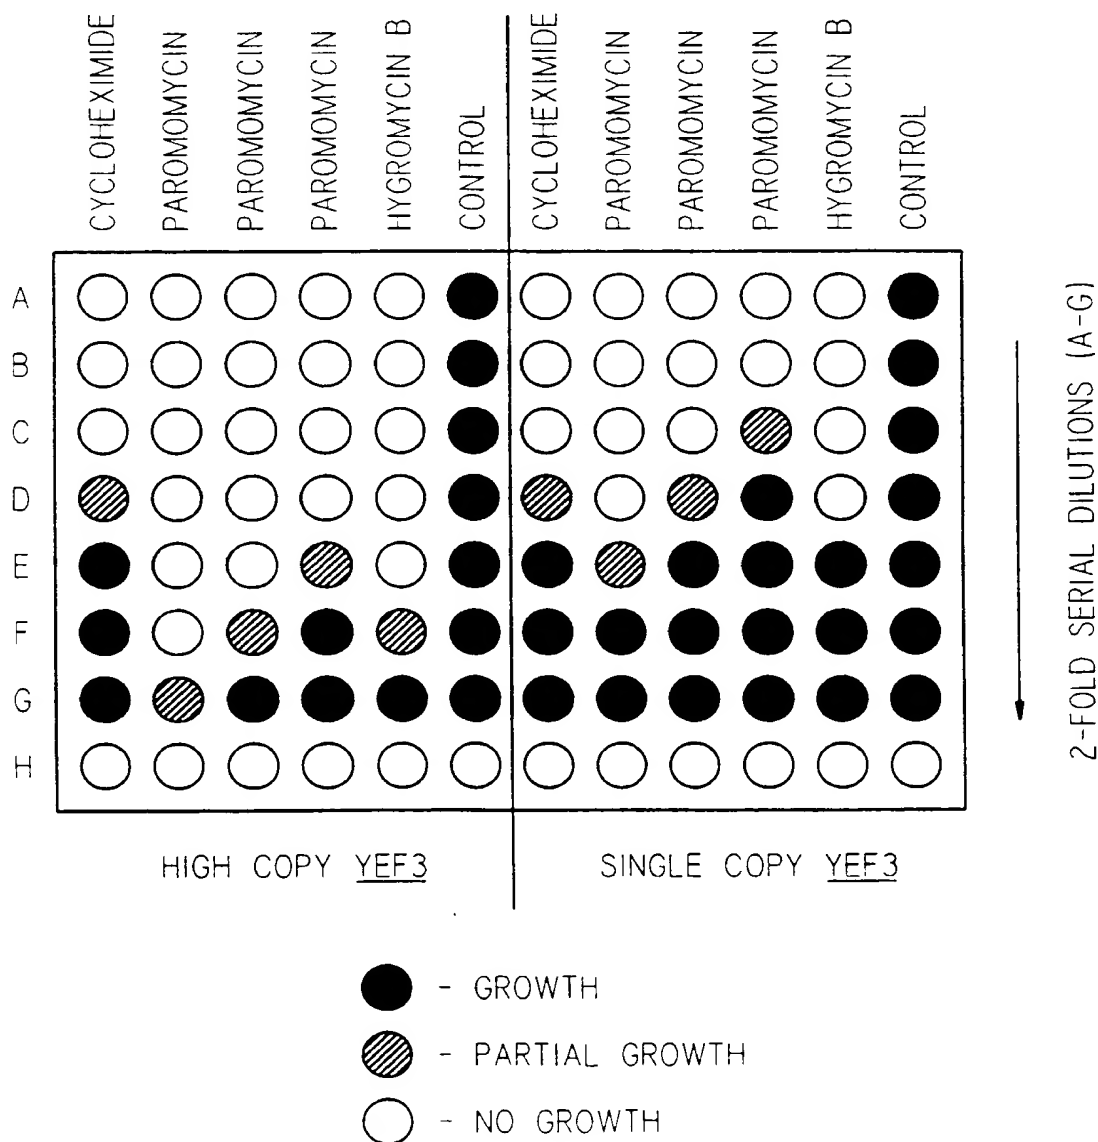 CYCLOHEXIMIDE
PAROMOMYCIN
PAROMOMYCIN
PAROMOMYCIN
HYGROMYCIN B
CONTROL
CYCLOHEXIMIDE
PAROMOMYCIN
PAROMOMYCIN
PAROMOMYCIN
HYGROMYCIN B
CONTROL
A
B
C
D
E
F
G
H
2-FOLD SERIAL DILUTIONS (A-G)
HIGH COPY YEF3
SINGLE COPY YEF3
- GROWTH
- PARTIAL GROWTH
- NO GROWTH